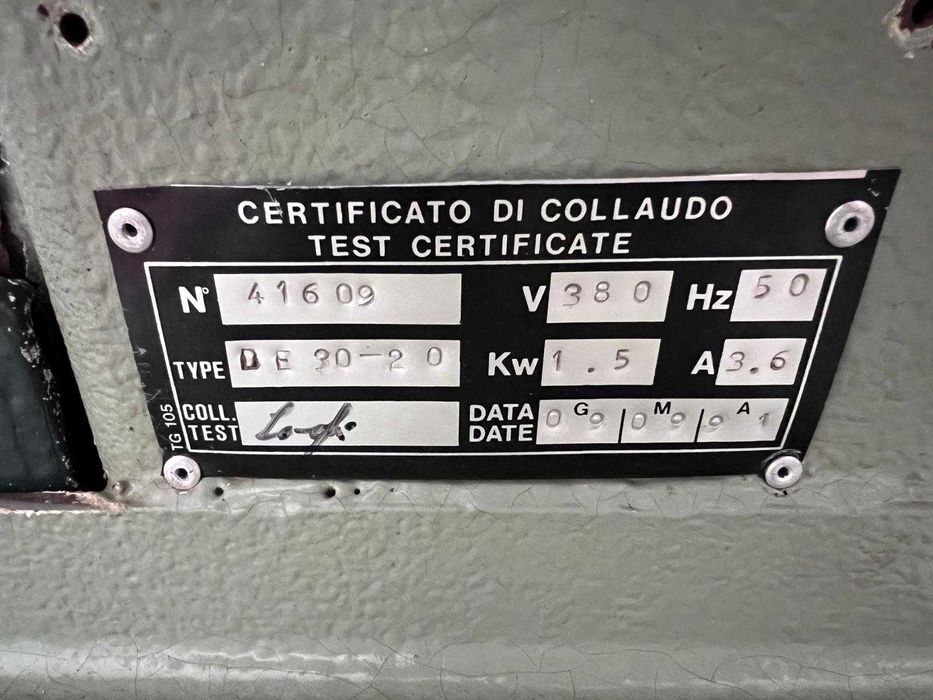 CERTIFICATO DI COLLAUDO
TEST CERTIFICATE
N° 41609 V 380 Hz 50
TYPE DE 30-20 Kw 1.5 A 3.6
COLL. TEST DATA DATE G M A 09 09 91
TG 105